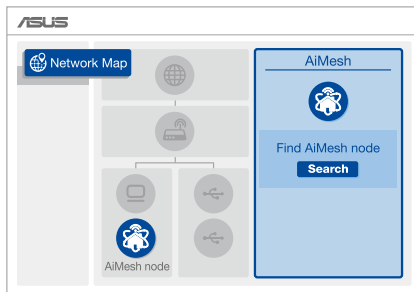 ASUS
Network Map
AiMesh
Find AiMesh node
Search
AiMesh node